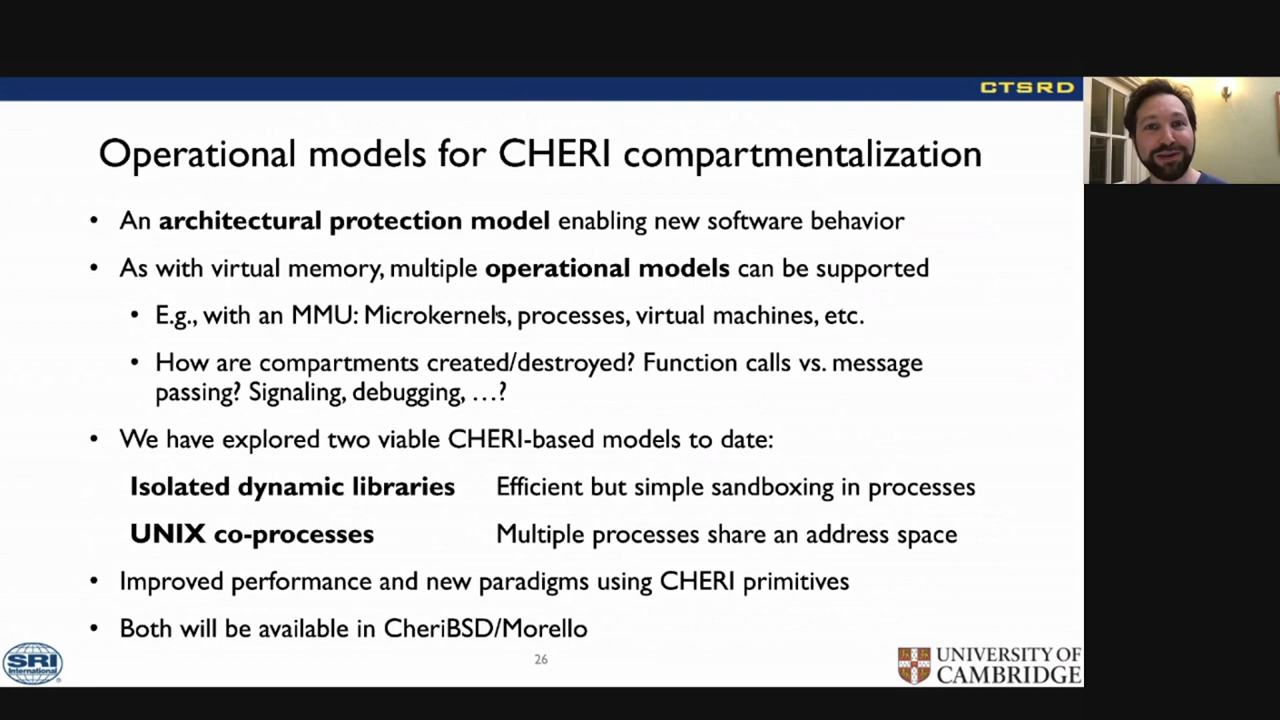 CTSRD
Operational models for CHERI compartmentalization
• An architectural protection model enabling new software behavior
• As with virtual memory, multiple operational models can be supported
• E.g., with an MMU: Microkernels, processes, virtual machines, etc.
• How are compartments created/destroyed? Function calls vs. message
passing? Signaling, debugging, …?
• We have explored two viable CHERI-based models to date:
Isolated dynamic libraries Efficient but simple sandboxing in processes
UNIX co-processes Multiple processes share an address space
• Improved performance and new paradigms using CHERI primitives
• Both will be available in CheriBSD/Morello
SRI
International
26
UNIVERSITY OF
CAMBRIDGE